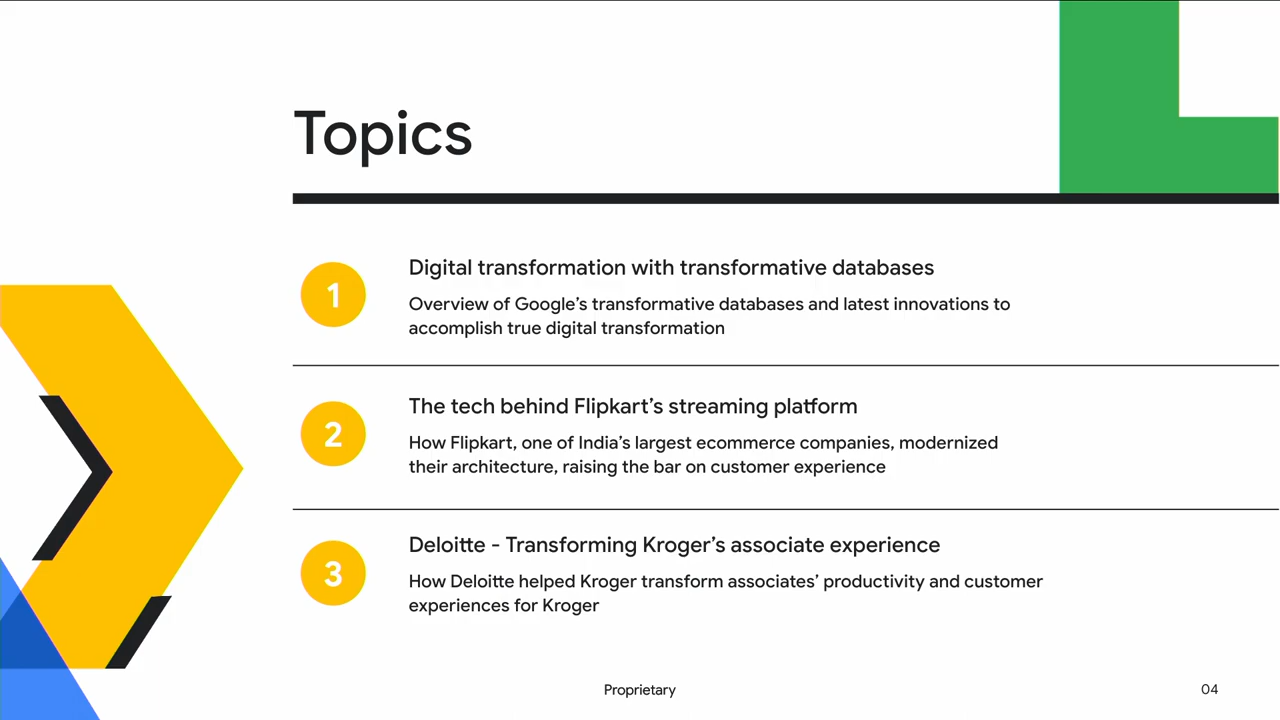 Topics
1
Digital transformation with transformative databases
Overview of Google’s transformative databases and latest innovations to
accomplish true digital transformation
2
The tech behind Flipkart’s streaming platform
How Flipkart, one of India’s largest ecommerce companies, modernized
their architecture, raising the bar on customer experience
3
Deloitte - Transforming Kroger’s associate experience
How Deloitte helped Kroger transform associates’ productivity and customer
experiences for Kroger
Proprietary
04